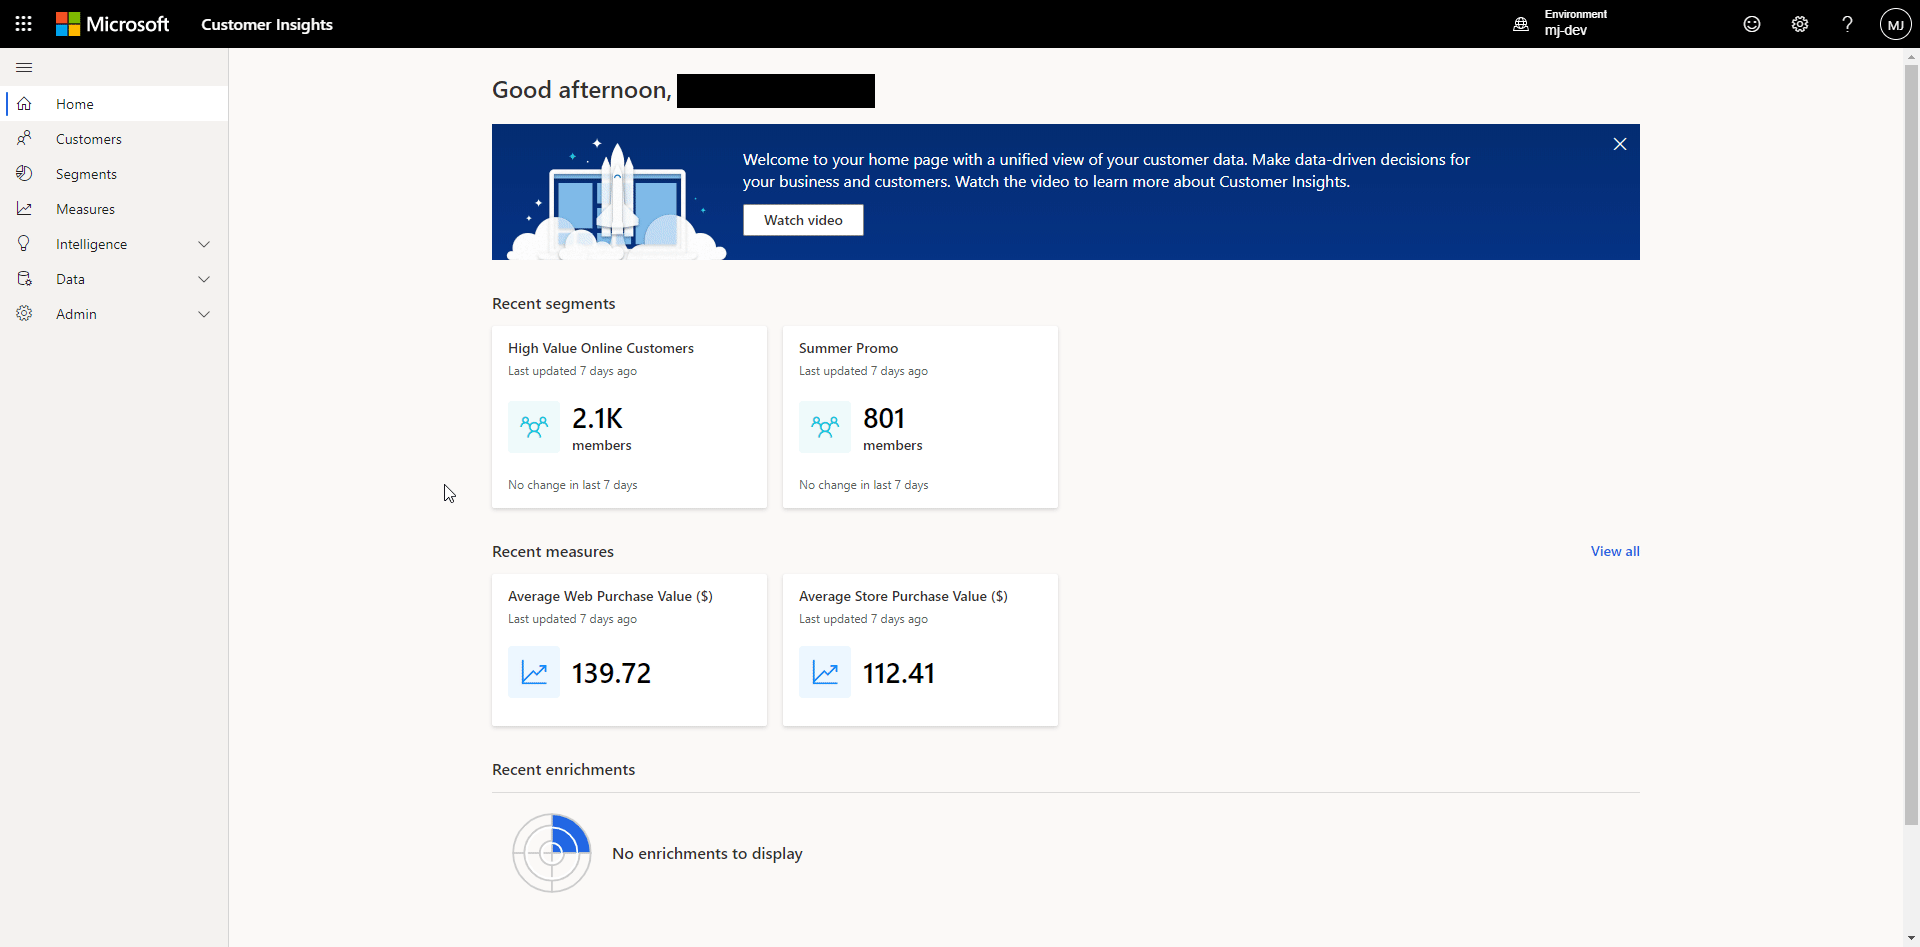 Microsoft
Customer Insights
Environment
mj-dev
?
MJ
Home
Customers
Segments
Measures
Intelligence
Data
Admin
Good afternoon,
Welcome to your home page with a unified view of your customer data. Make data-driven decisions for
your business and customers. Watch the video to learn more about Customer Insights.
Watch video
Recent segments
High Value Online Customers
Last updated 7 days ago
2.1K
members
No change in last 7 days
Summer Promo
Last updated 7 days ago
801
members
No change in last 7 days
Recent measures
View all
Average Web Purchase Value ($)
Last updated 7 days ago
139.72
Average Store Purchase Value ($)
Last updated 7 days ago
112.41
Recent enrichments
No enrichments to display